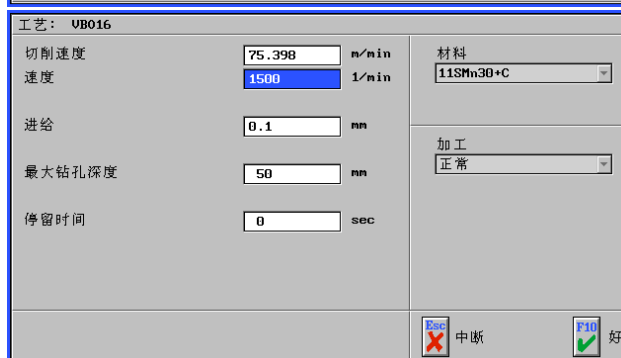 工艺: VB016
切削速度 75.398 m/min 材料
速度 1500 1/min 11SMn30+C
进给 0.1 mm
加工
最大钻孔深度 50 mm 正常
停留时间 0 sec
Esc 中断 F10 好